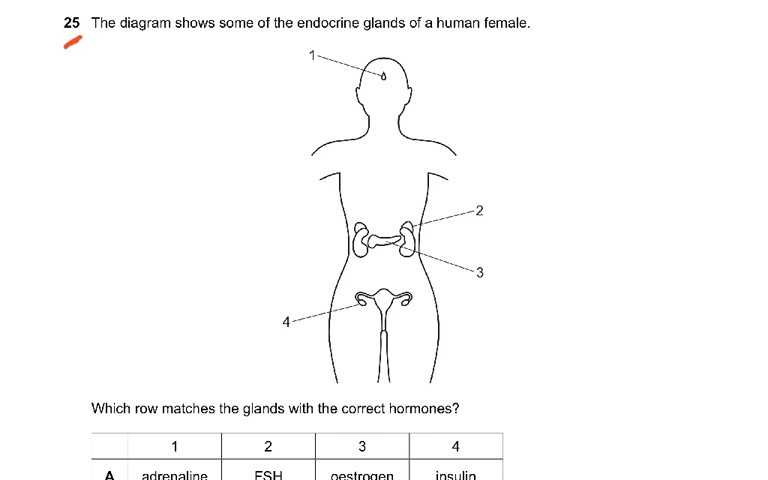 25 The diagram shows some of the endocrine glands of a human female.
1
2
3
4
Which row matches the glands with the correct hormones?
1 2 3 4
A adrenaline FSH oestrogen insulin